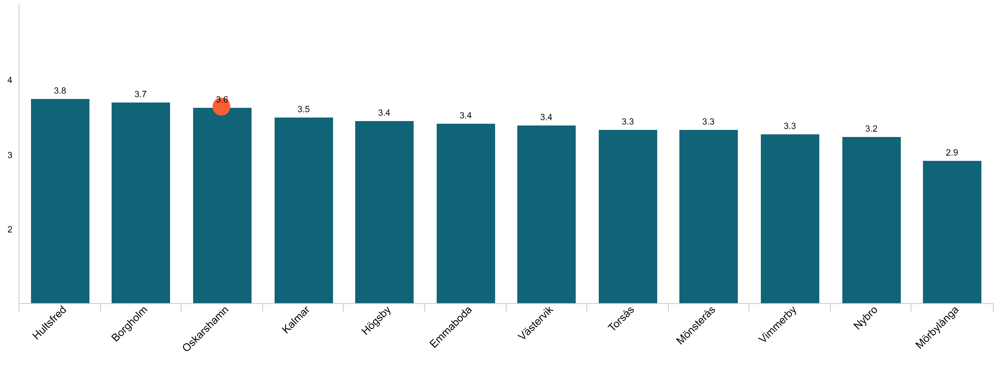 4
3
2
3.8
3.7
3.6
3.5
3.4
3.4
3.4
3.3
3.3
3.3
3.2
2.9
Hultsfred
Borgholm
Oskarshamn
Kalmar
Högsby
Emmaboda
Västervik
Torsås
Mönsterås
Vimmerby
Nybro
Mörbylånga